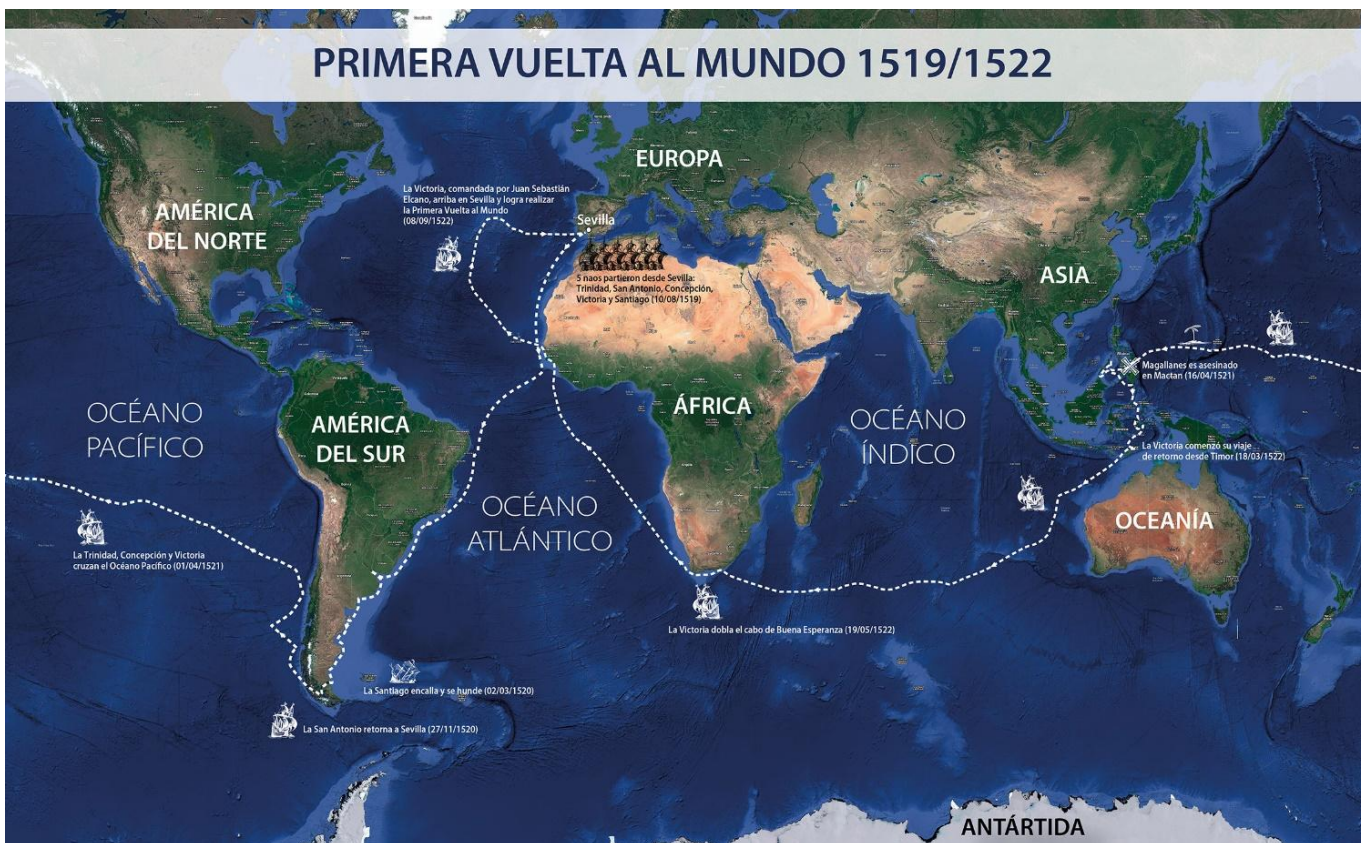 PRIMERA VUELTA AL MUNDO 1519/1522
EUROPA
La Victoria, comandada por Juan Sebastián
Elcano, arriba en Sevilla y logra realizar
la Primera Vuelta al Mundo
(08/09/1522)
AMÉRICA
DEL NORTE
Sevilla
5 naos partieron desde Sevilla:
Trinidad, San Antonio, Concepción,
Victoria y Santiago (10/08/1519)
ASIA
Magallanes es asesinado
en Mactan (16/04/1521)
OCÉANO
PACÍFICO
AMÉRICA
DEL SUR
ÁFRICA
OCÉANO
ÍNDICO
La Victoria comenzó su viaje
de retorno desde Timor (18/03/1522)
OCÉANO
ATLÁNTICO
OCEANÍA
La Trinidad, Concepción y Victoria
cruzan el Océano Pacífico (01/04/1521)
La Victoria dobla el cabo de Buena Esperanza (19/05/1522)
La Santiago encalla y se hunde (02/03/1520)
La San Antonio retorna a Sevilla (27/11/1520)
ANTÁRTIDA